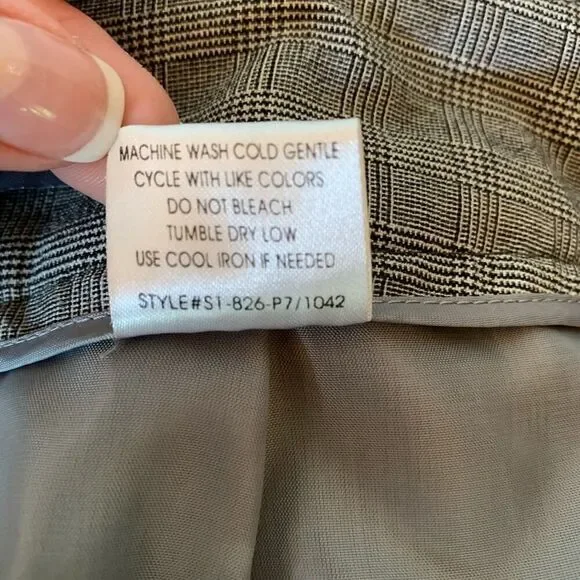 MACHINE WASH COLD GENTLE
CYCLE WITH LIKE COLORS
DO NOT BLEACH
TUMBLE DRY LOW
USE COOL IRON IF NEEDED
STYLE#S1-826-P7/1042